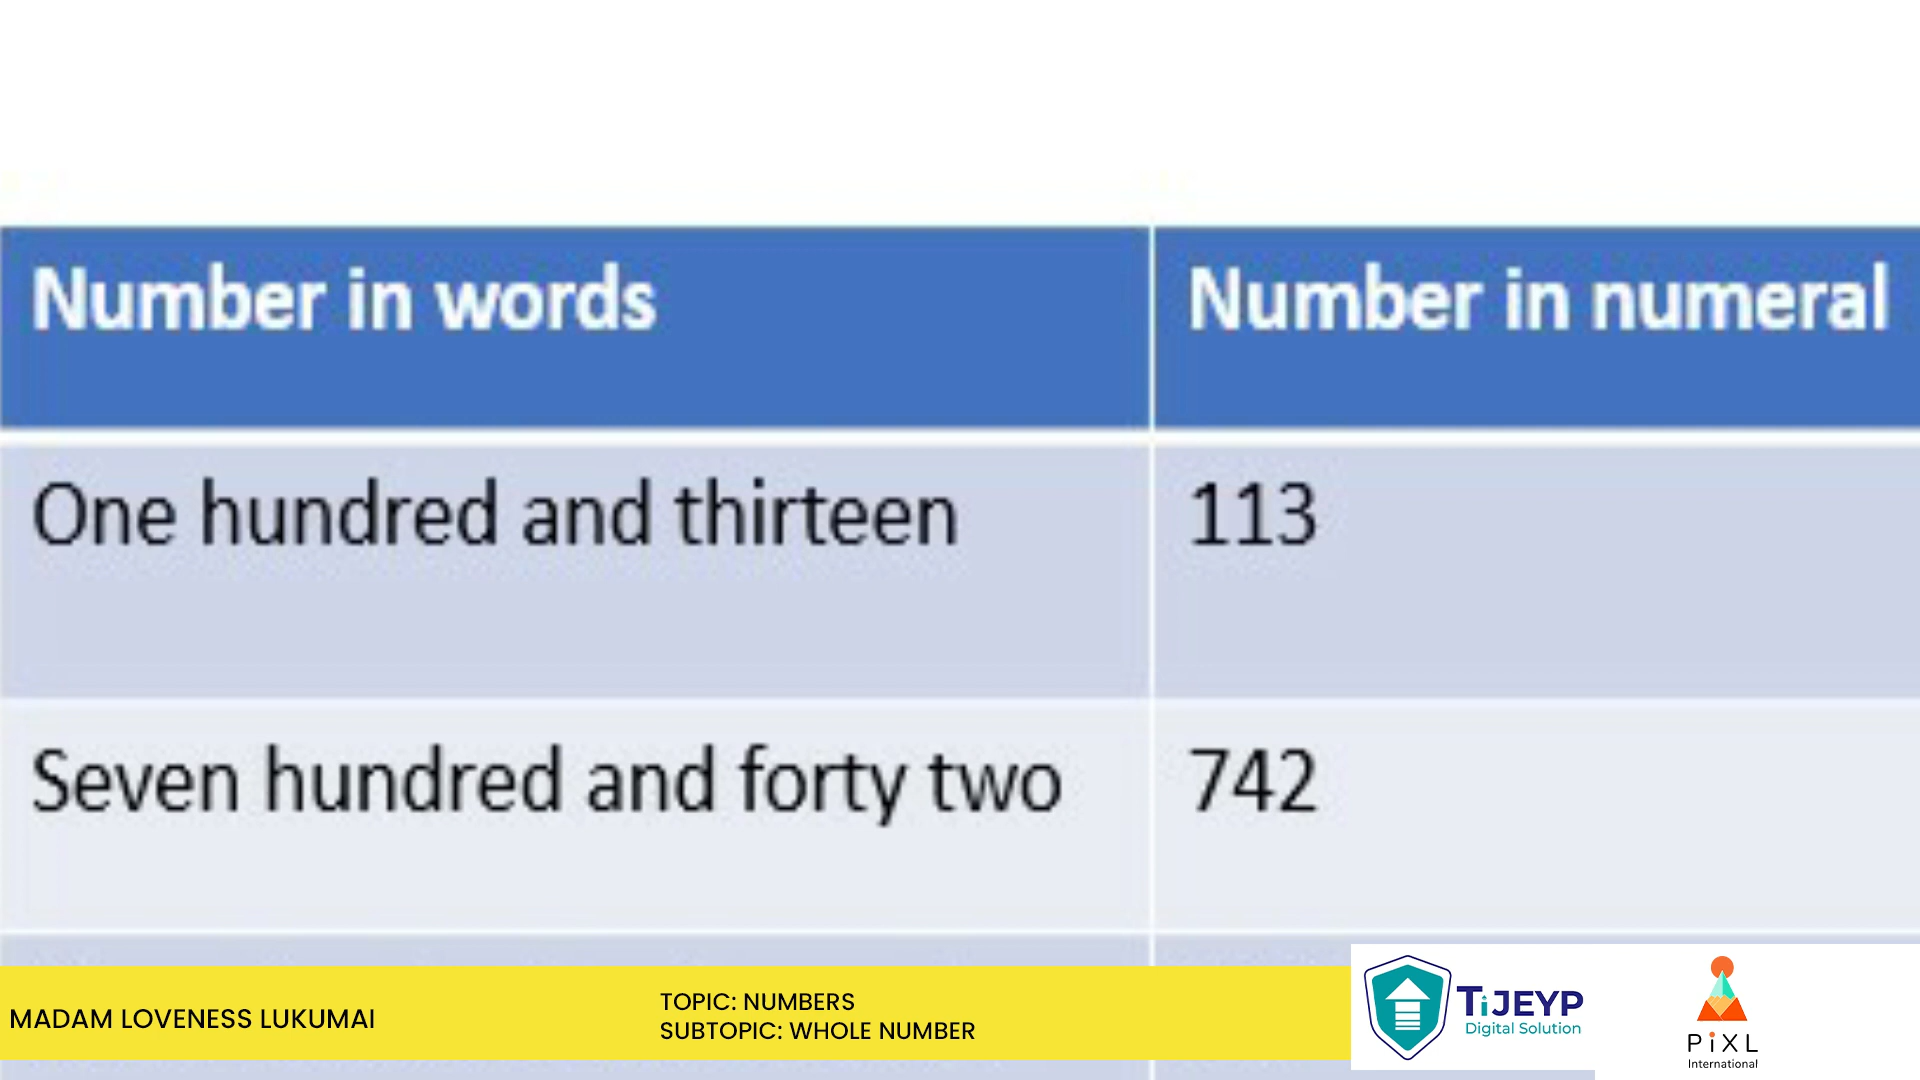 Number in words
Number in numeral
One hundred and thirteen
113
Seven hundred and forty two
742
MADAM LOVENESS LUKUMAI
TOPIC: NUMBERS
SUBTOPIC: WHOLE NUMBER
TiJEYP
Digital Solution
PiXL
International